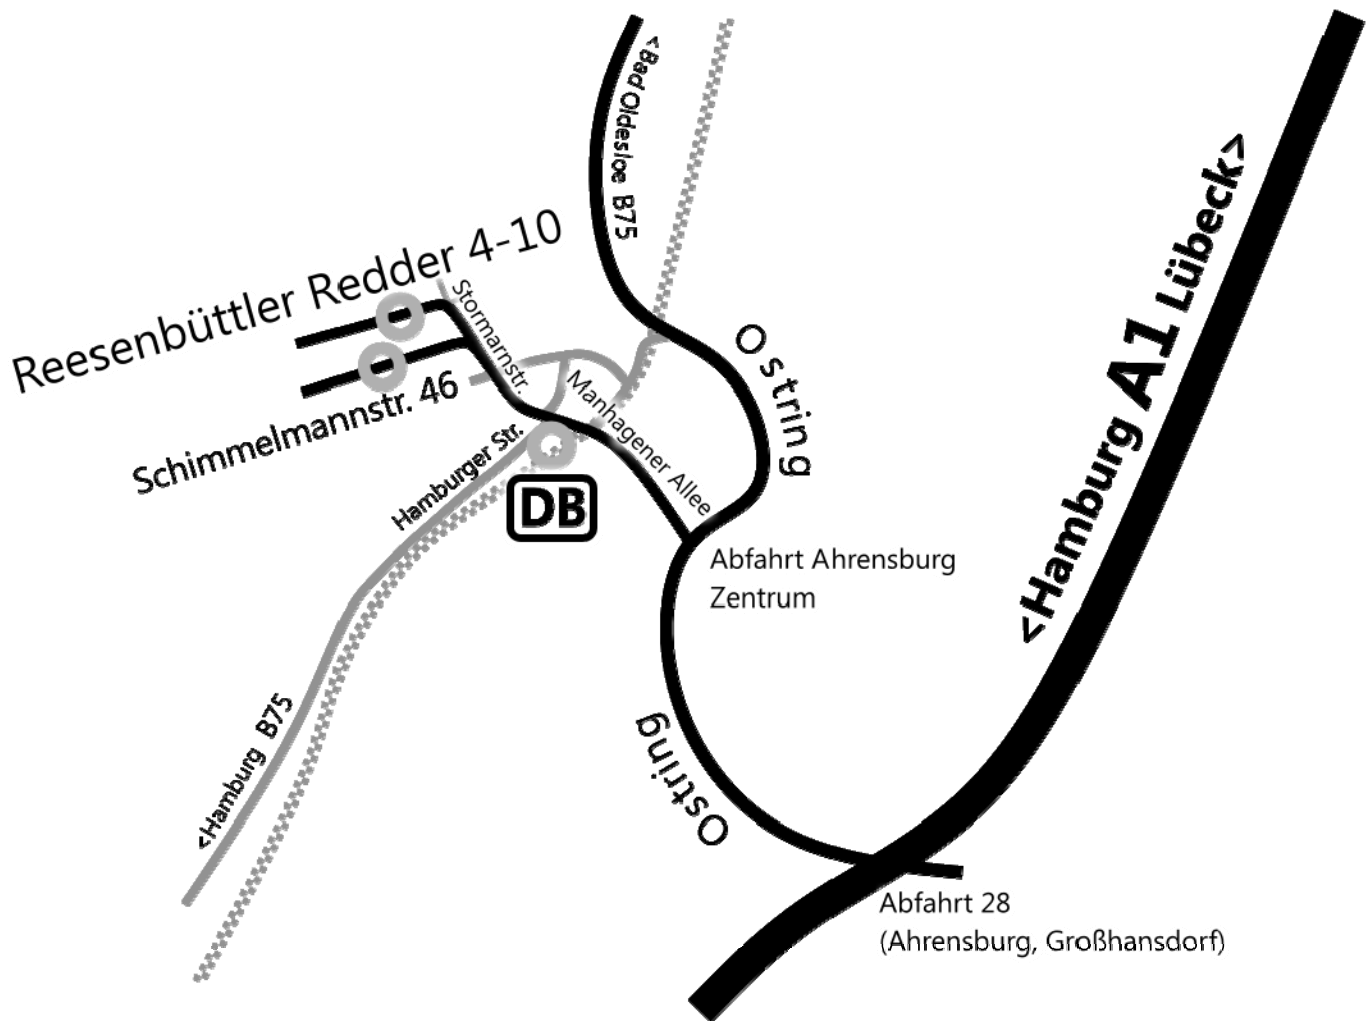 <Bad Oldesloe B75
Reesenbüttler Redder 4-10
Stormarnstr.
Schimmelmannstr. 46
Manhagener Allee
Ostring
Hamburger Str.
DB
<Hamburg A1 Lübeck>
Abfahrt Ahrensburg
Zentrum
<Hamburg B75
Ostring
Abfahrt 28
(Ahrensburg, Großhansdorf)